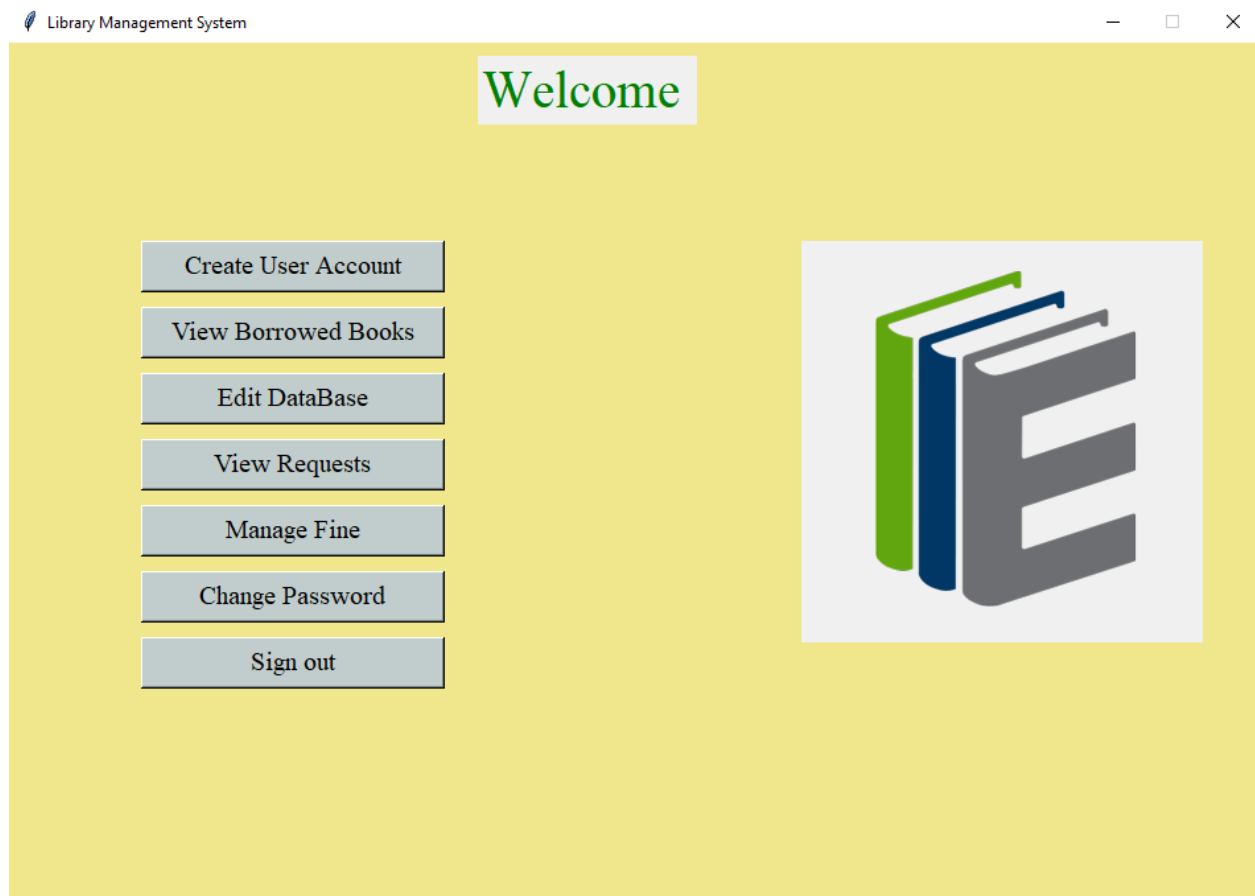 Library Management System
Welcome
Create User Account
View Borrowed Books
Edit DataBase
View Requests
Manage Fine
Change Password
Sign out
E